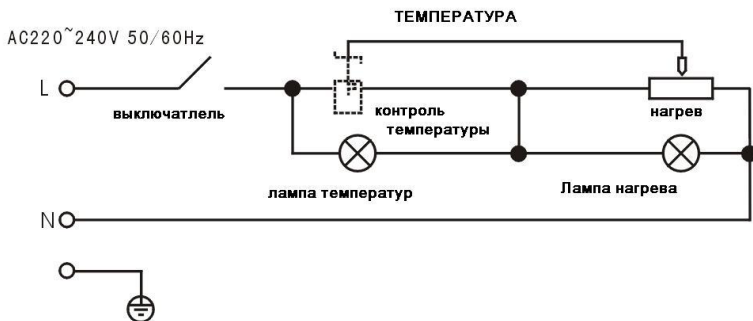 ТЕМПЕРАТУРА
AC220~240V 50/60Hz
L
выключатлель
контроль
температуры
нагрев
лампа температур
Лампа нагрева
N